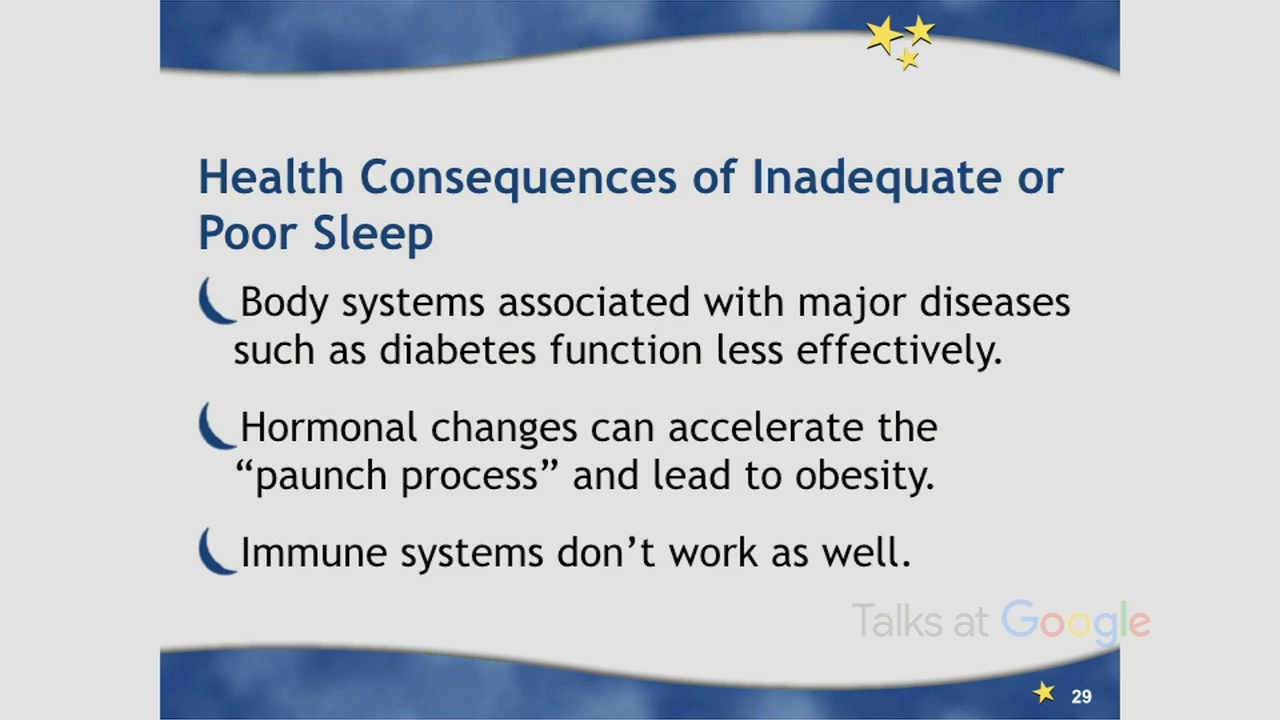 Health Consequences of Inadequate or
Poor Sleep
Body systems associated with major diseases
such as diabetes function less effectively.
Hormonal changes can accelerate the
“paunch process” and lead to obesity.
Immune systems don’t work as well.
Talks at Google
29